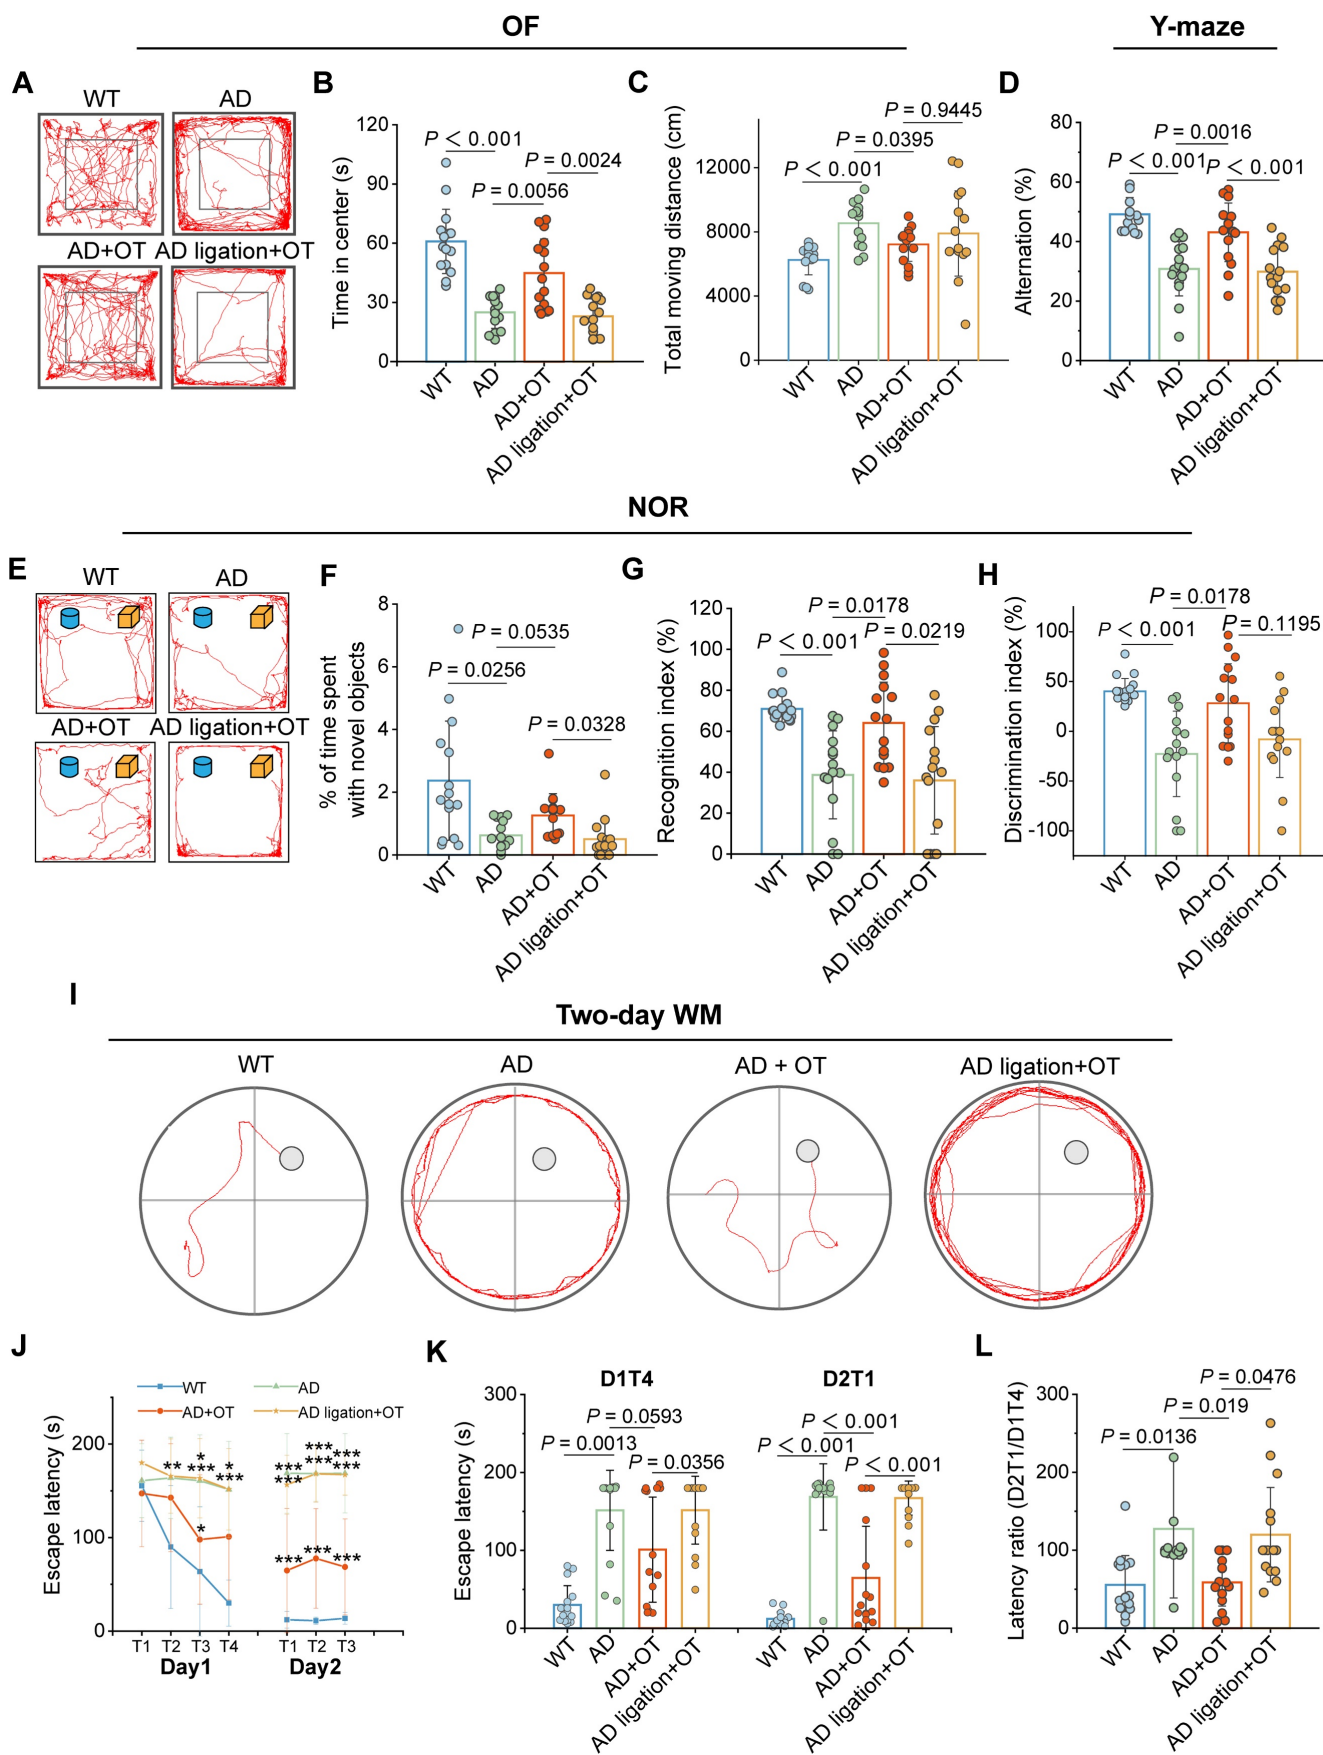 OF
Y-maze
A
WT
AD
AD+OT
AD ligation+OT
B
Time in center (s)
120
90
60
30
0
P < 0.001
P = 0.0024
P = 0.0056
WT
AD
AD+OT
AD ligation+OT
C
Total moving distance (cm)
12000
8000
4000
0
P = 0.9445
P = 0.0395
P < 0.001
WT
AD
AD+OT
AD ligation+OT
D
Alternation (%)
80
60
40
20
0
P = 0.0016
P < 0.001
P < 0.001
WT
AD
AD+OT
AD ligation+OT
NOR
E
WT
AD
AD+OT
AD ligation+OT
F
% of time spent
with novel objects
8
6
4
2
0
P = 0.0535
P = 0.0256
P = 0.0328
WT
AD
AD+OT
AD ligation+OT
G
Recognition index (%)
120
100
80
60
40
20
0
P = 0.0178
P < 0.001
P = 0.0219
WT
AD
AD+OT
AD ligation+OT
H
Discrimination index (%)
100
50
0
-50
-100
P = 0.0178
P < 0.001
P = 0.1195
WT
AD
AD+OT
AD ligation+OT
I
Two-day WM
WT
AD
AD + OT
AD ligation+OT
J
WT
AD
AD+OT
AD ligation+OT
Escape latency (s)
200
100
0
** * *** * ***
*
*** *** *** *** *** ***
*** *** ***
T1 T2 T3 T4
T1 T2 T3
Day1
Day2
K
D1T4
D2T1
Escape latency (s)
300
200
100
0
P = 0.0593
P = 0.0013
P = 0.0356
P < 0.001
P < 0.001
P < 0.001
WT
AD
AD+OT
AD ligation+OT
WT
AD
AD+OT
AD ligation+OT
L
Latency ratio (D2T1/D1T4)
300
200
100
0
P = 0.0476
P = 0.019
P = 0.0136
WT
AD
AD+OT
AD ligation+OT